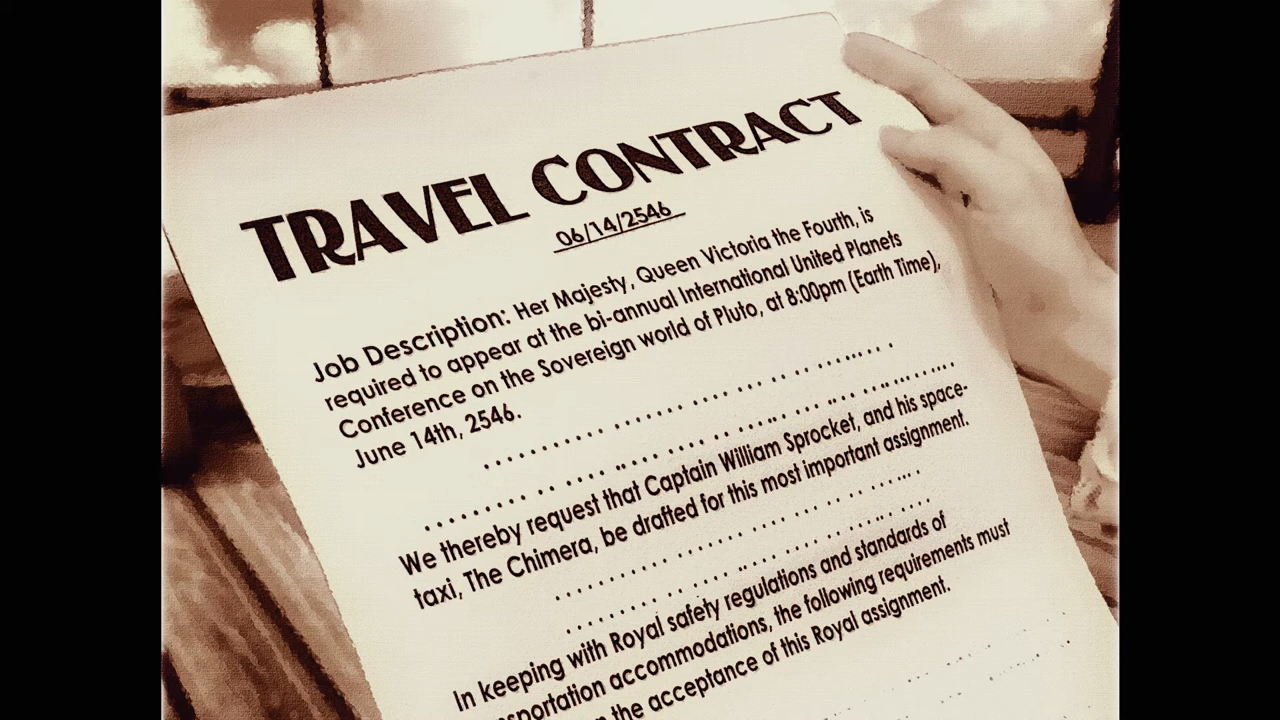 TRAVEL CONTRACT
06/14/2546
Job Description: Her Majesty, Queen Victoria the Fourth, is
required to appear at the bi-annual International United Planets
Conference on the Sovereign world of Pluto, at 8:00pm (Earth Time),
June 14th, 2546.
We thereby request that Captain William Sprocket, and his space-
taxi, The Chimera, be drafted for this most important assignment.
In keeping with Royal safety regulations and standards of
accommodations, the following requirements must
the acceptance of this Royal assignment.